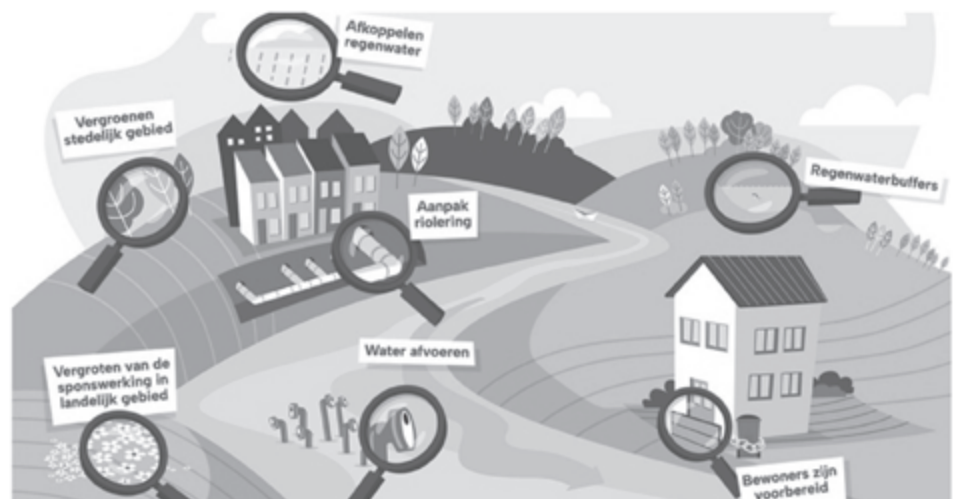 Afkoppelen
regenwater
Vergroenen
stedelijk gebied
Regenwaterbuffers
Aanpak
riolering
Water afvoeren
Vergroten van de
sponswerking in
landelijk gebied
Bewoners zijn
voorbereid